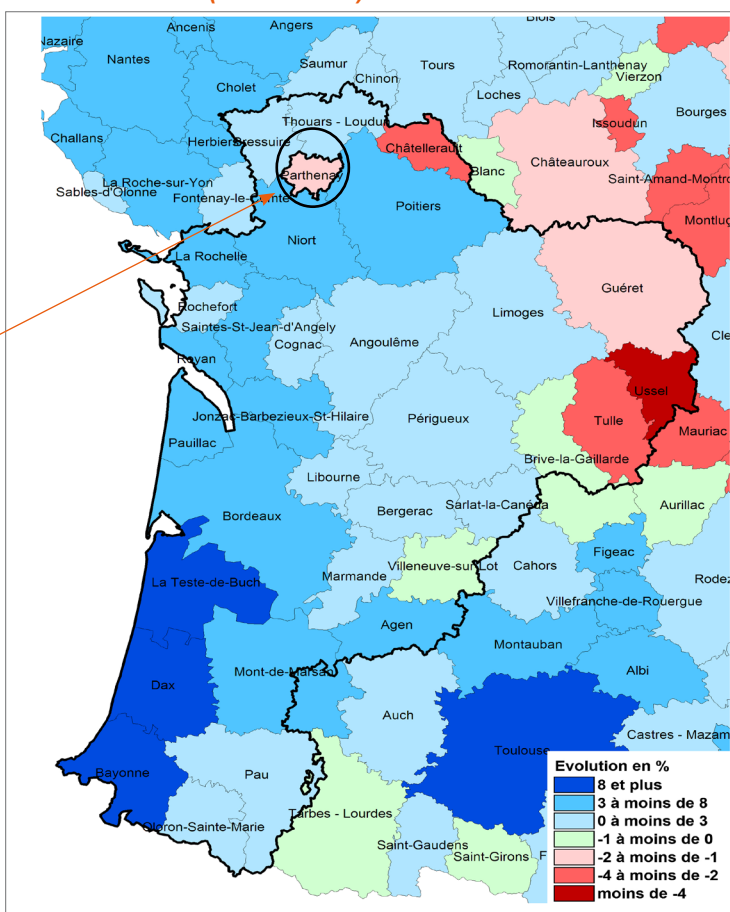 Blois
Ancenis
Angers
Nazaire
Nantes
Saumur
Tours
Romorantin-Lanthenay
Vierzon
Chinon
Cholet
Loches
Bourges
Thouars - Loudun
Issoudun
Challans
Herbiers
Bressuire
Châtellerault
Châteauroux
Blanc
Parthenay
Saint-Amand-Montro
La Roche-sur-Yon
Sables-d'Olonne
Fontenay-le-Comte
Poitiers
Montluç
Niort
La Rochelle
Guéret
Rochefort
Limoges
Saintes-St-Jean-d'Angely
Cle
Cognac
Angoulême
Royan
Ussel
Jonzac-Barbezieux-St-Hilaire
Périgueux
Tulle
Mauriac
Pauillac
Brive-la-Gaillarde
Libourne
Sarlat-la-Canéda
Aurillac
Bergerac
Bordeaux
Figeac
Villeneuve-sur-Lot
Cahors
Marmande
La Teste-de-Buch
Rodez
Villefranche-de-Rouergue
Agen
Montauban
Mont-de-Marsan
Albi
Dax
Auch
Castres - Mazam
Toulouse
Bayonne
Pau
Evolution en %
8 et plus
3 à moins de 8
0 à moins de 3
-1 à moins de 0
-2 à moins de -1
-4 à moins de -2
moins de -4
Tarbes - Lourdes
Oloron-Sainte-Marie
Saint-Gaudens
Saint-Girons
F